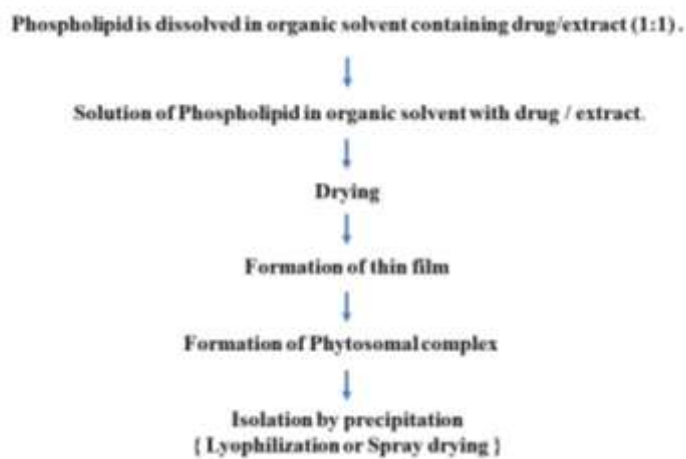 Phospholipid is dissolved in organic solvent containing drug/extract (1:1).
Solution of Phospholipid in organic solvent with drug / extract.
Drying
Formation of thin film
Formation of Phytosomal complex
Isolation by precipitation
{ Lyophilization or Spray drying }